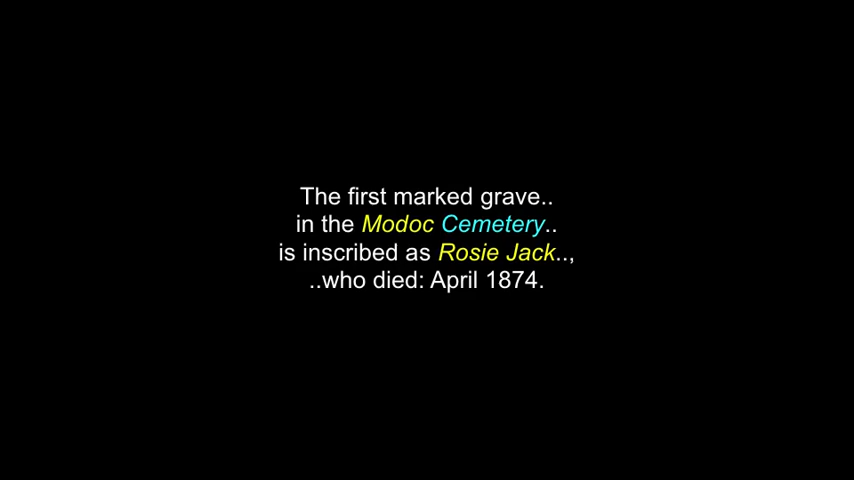 The first marked grave..
in the Modoc Cemetery..
is inscribed as Rosie Jack..,
..who died: April 1874.